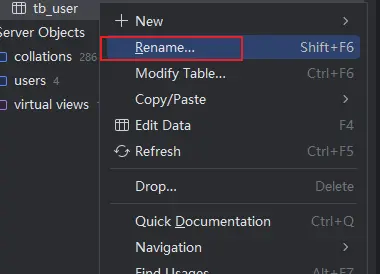 tb_user
Server Objects
collations 286
users 4
virtual views
New
Rename... Shift+F6
Modify Table... Ctrl+F6
Copy/Paste
Edit Data F4
Refresh Ctrl+F5
Drop... Delete
Quick Documentation Ctrl+Q
Navigation
Find Usages Alt+F7